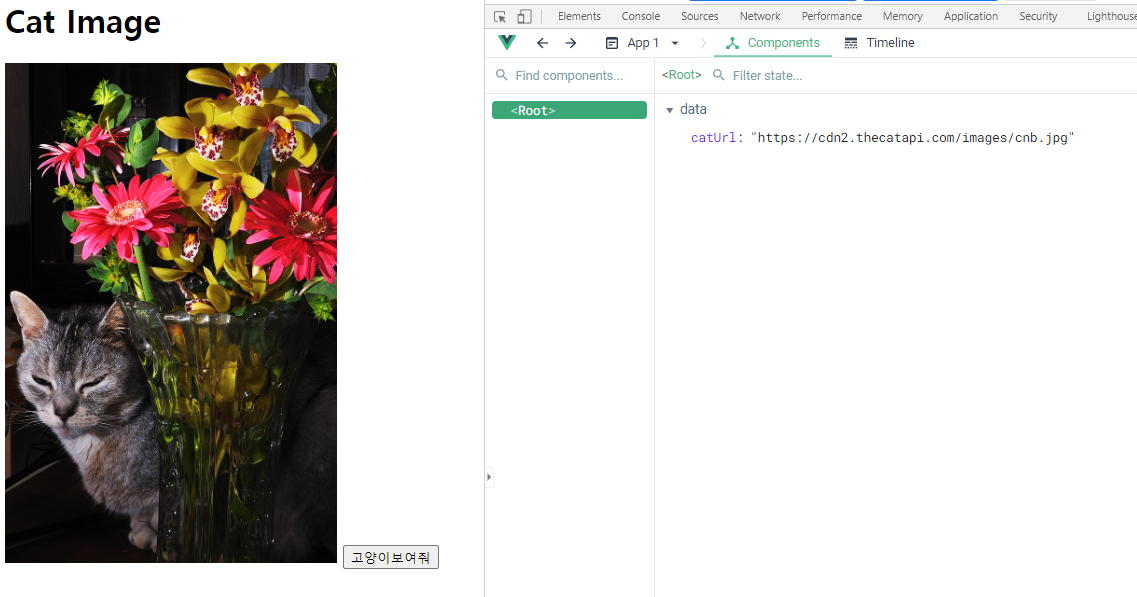 Cat Image
고양이보여줘
Elements Console Sources Network Performance Memory Application Security Lighthouse
App 1 Components Timeline
Find components... <Root> Filter state...
<Root>
data
catUrl: "https://cdn2.thecatapi.com/images/cnb.jpg"